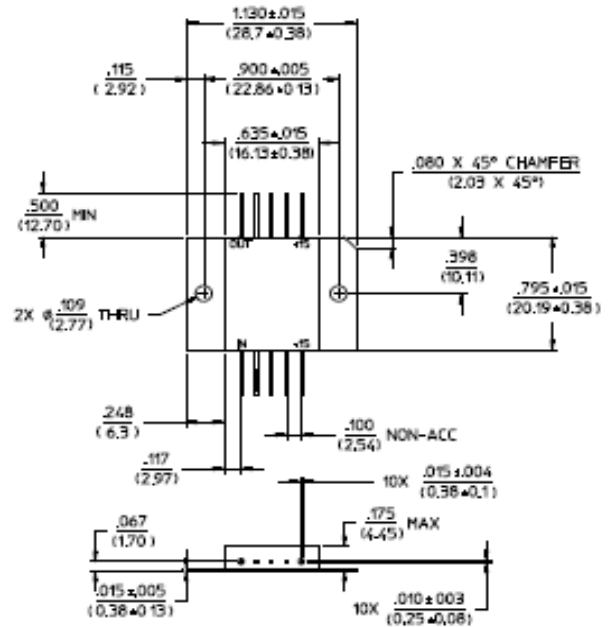 1.130±.015
(28.7±0.38)
.115
(2.92)
.900±.005
(22.86±0.13)
.635±.015
(16.13±0.38)
.080 X 45° CHAMFER
(2.03 X 45°)
.500 MIN
(12.70)
OUT +15
.398
(10.11)
.795±.015
(20.19±0.38)
2X ø .109 THRU
(2.77)
IN +15
.248
(6.3)
.100 NON-ACC
(2.54)
.117
(2.97)
10X .015±.004
(0.38±0.1)
.067
(1.70)
.175 MAX
(4.45)
.015±.005
(0.38±0.13)
10X .010±003
(0.25±0.08)